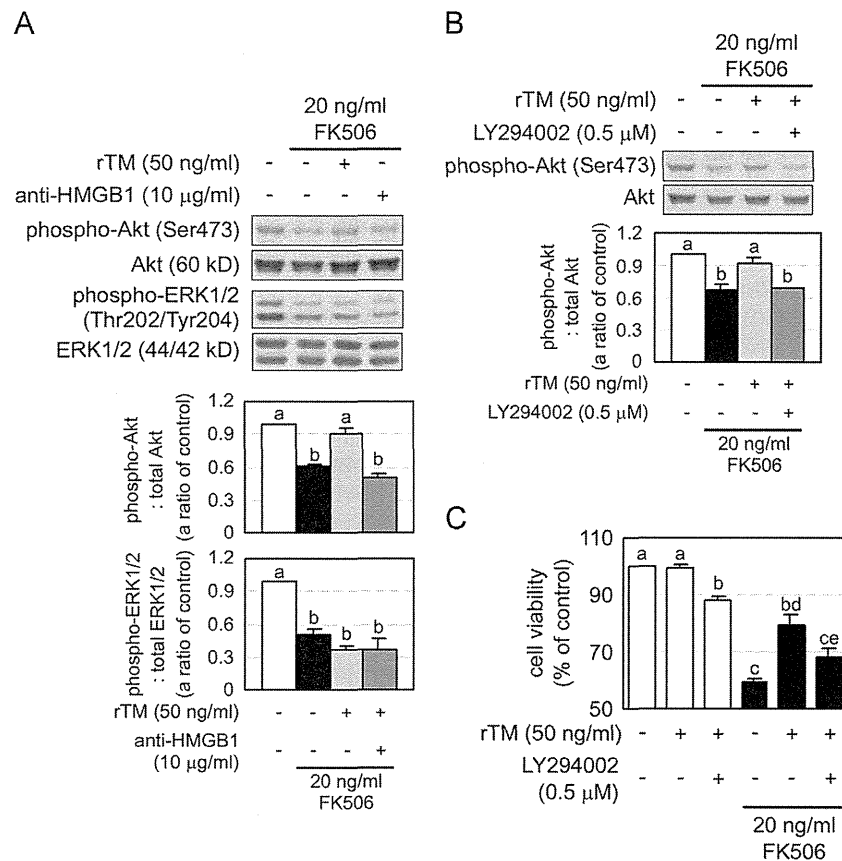 A
20 ng/ml
FK506
rTM (50 ng/ml) - - + -
anti-HMGB1 (10 μg/ml) - - - +
phospho-Akt (Ser473)
Akt (60 kD)
phospho-ERK1/2
(Thr202/Tyr204)
ERK1/2 (44/42 kD)
phospho-Akt
: total Akt
(a ratio of control)
1.2
0.9
0.6
0.3
0
a b a b
phospho-ERK1/2
: total ERK1/2
(a ratio of control)
1.2
0.9
0.6
0.3
0
a b b b
rTM (50 ng/ml) - - + +
anti-HMGB1
(10 μg/ml) - - - +
20 ng/ml
FK506
B
20 ng/ml
FK506
rTM (50 ng/ml) - - + +
LY294002 (0.5 μM) - - - +
phospho-Akt (Ser473)
Akt
phospho-Akt
: total Akt
(a ratio of control)
1.2
0.9
0.6
0.3
0
a b a b
rTM (50 ng/ml) - - + +
LY294002 (0.5 μM) - - - +
20 ng/ml
FK506
C
cell viability
(% of control)
110
90
70
50
a a b c bd ce
rTM (50 ng/ml) - + + - + +
LY294002
(0.5 μM) - - + - - +
20 ng/ml
FK506